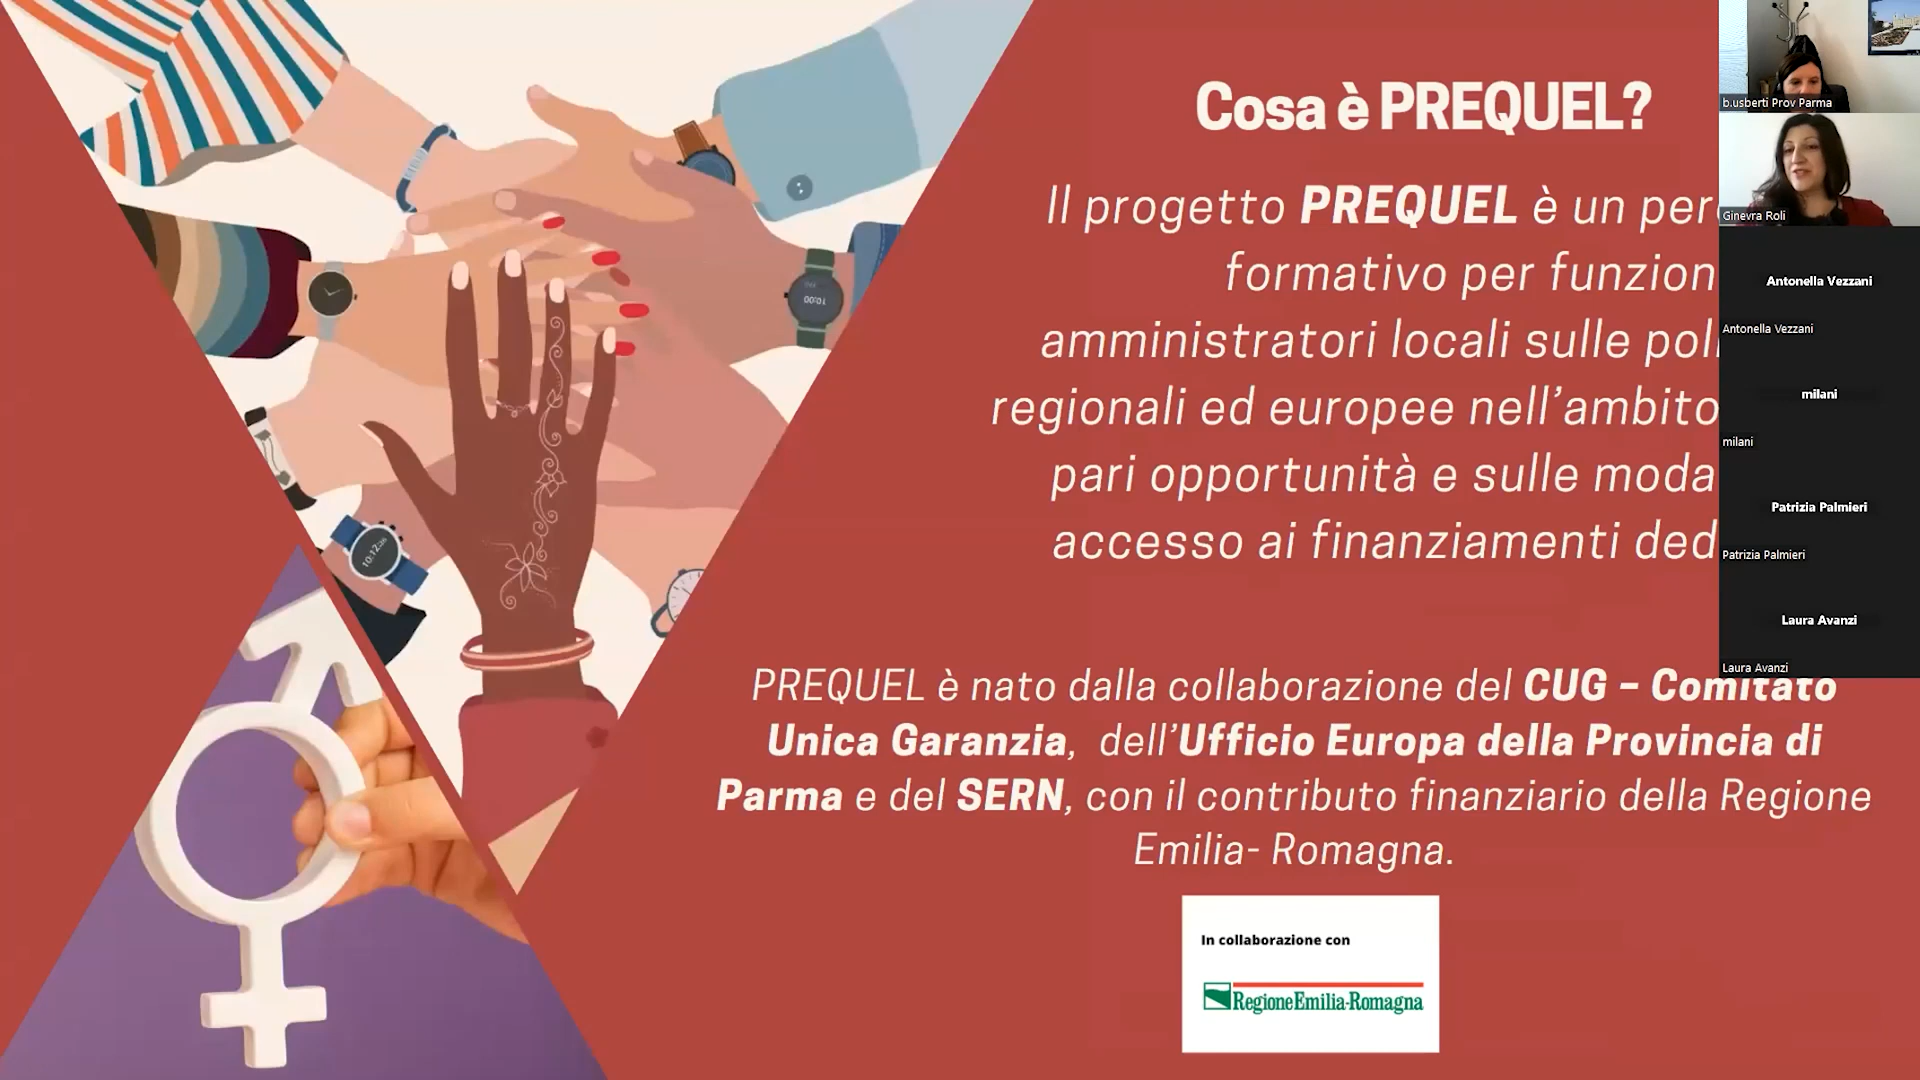 Cosa è PREQUEL?
Il progetto PREQUEL è un per
formativo per funzion
amministratori locali sulle pol
regionali ed europee nell’ambito
pari opportunità e sulle moda
accesso ai finanziamenti ded
PREQUEL è nato dalla collaborazione del CUG – Comitato
Unica Garanzia, dell’Ufficio Europa della Provincia di
Parma e del SERN, con il contributo finanziario della Regione
Emilia- Romagna.
In collaborazione con
RegioneEmilia-Romagna
b.usberti Prov Parma
Ginevra Roli
Antonella Vezzani
Antonella Vezzani
milani
milani
Patrizia Palmieri
Patrizia Palmieri
Laura Avanzi
Laura Avanzi
10:00
10:12:36